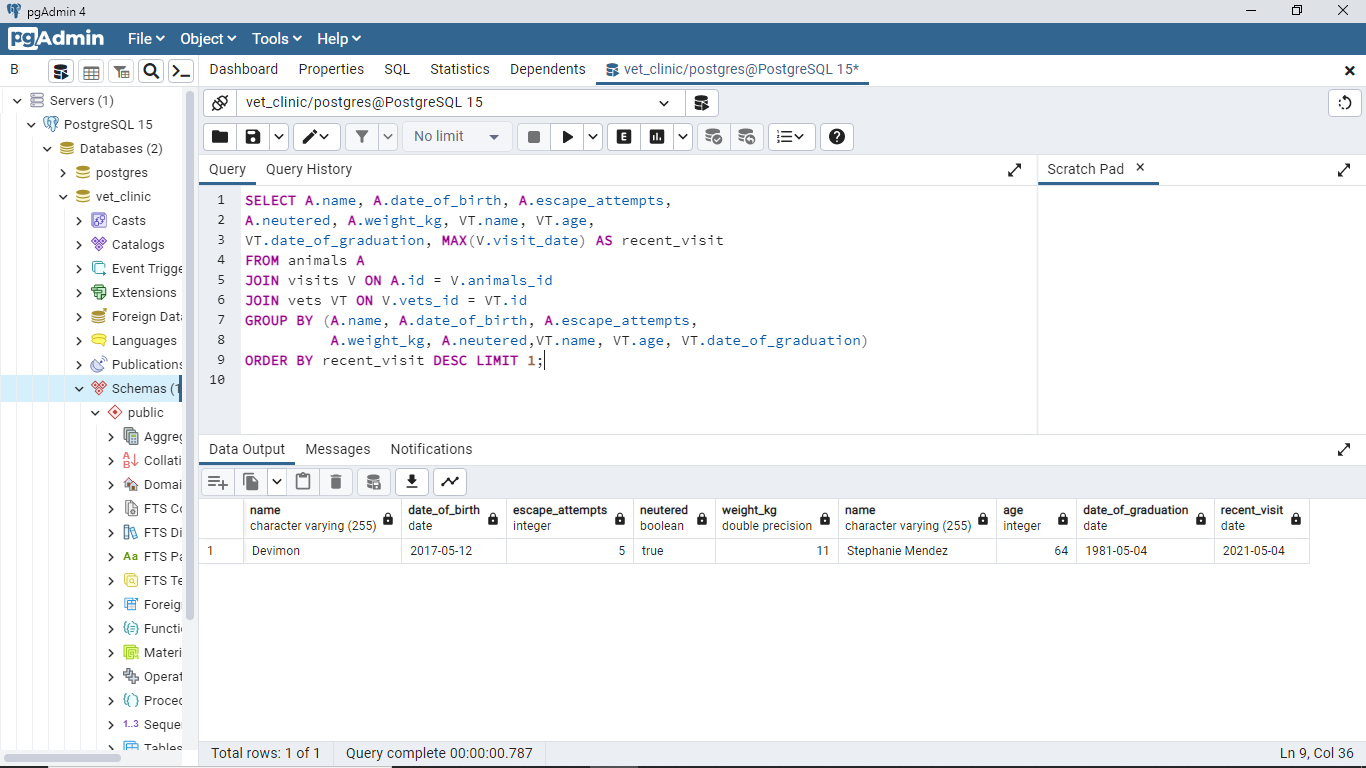 pgAdmin 4
pgAdmin File Object Tools Help
B Dashboard Properties SQL Statistics Dependents vet_clinic/postgres@PostgreSQL 15*
Servers (1)
PostgreSQL 15
Databases (2)
postgres
vet_clinic
Casts
Catalogs
Event Trigge
Extensions
Foreign Data
Languages
Publications
Schemas (1
public
Aggreg
Collati
Domai
FTS Co
FTS Di
Aa FTS Pa
FTS Te
Foreig
Functi
Materi
Operat
Proced
1..3 Seque
Tables
vet_clinic/postgres@PostgreSQL 15
No limit E
Query Query History Scratch Pad
1 SELECT A.name, A.date_of_birth, A.escape_attempts,
2 A.neutered, A.weight_kg, VT.name, VT.age,
3 VT.date_of_graduation, MAX(V.visit_date) AS recent_visit
4 FROM animals A
5 JOIN visits V ON A.id = V.animals_id
6 JOIN vets VT ON V.vets_id = VT.id
7 GROUP BY (A.name, A.date_of_birth, A.escape_attempts,
8 A.weight_kg, A.neutered,VT.name, VT.age, VT.date_of_graduation)
9 ORDER BY recent_visit DESC LIMIT 1;
10
Data Output Messages Notifications
name date_of_birth escape_attempts neutered weight_kg name age date_of_graduation recent_visit
character varying (255) date integer boolean double precision character varying (255) integer date date
1 Devimon 2017-05-12 5 true 11 Stephanie Mendez 64 1981-05-04 2021-05-04
Total rows: 1 of 1 Query complete 00:00:00.787 Ln 9, Col 36